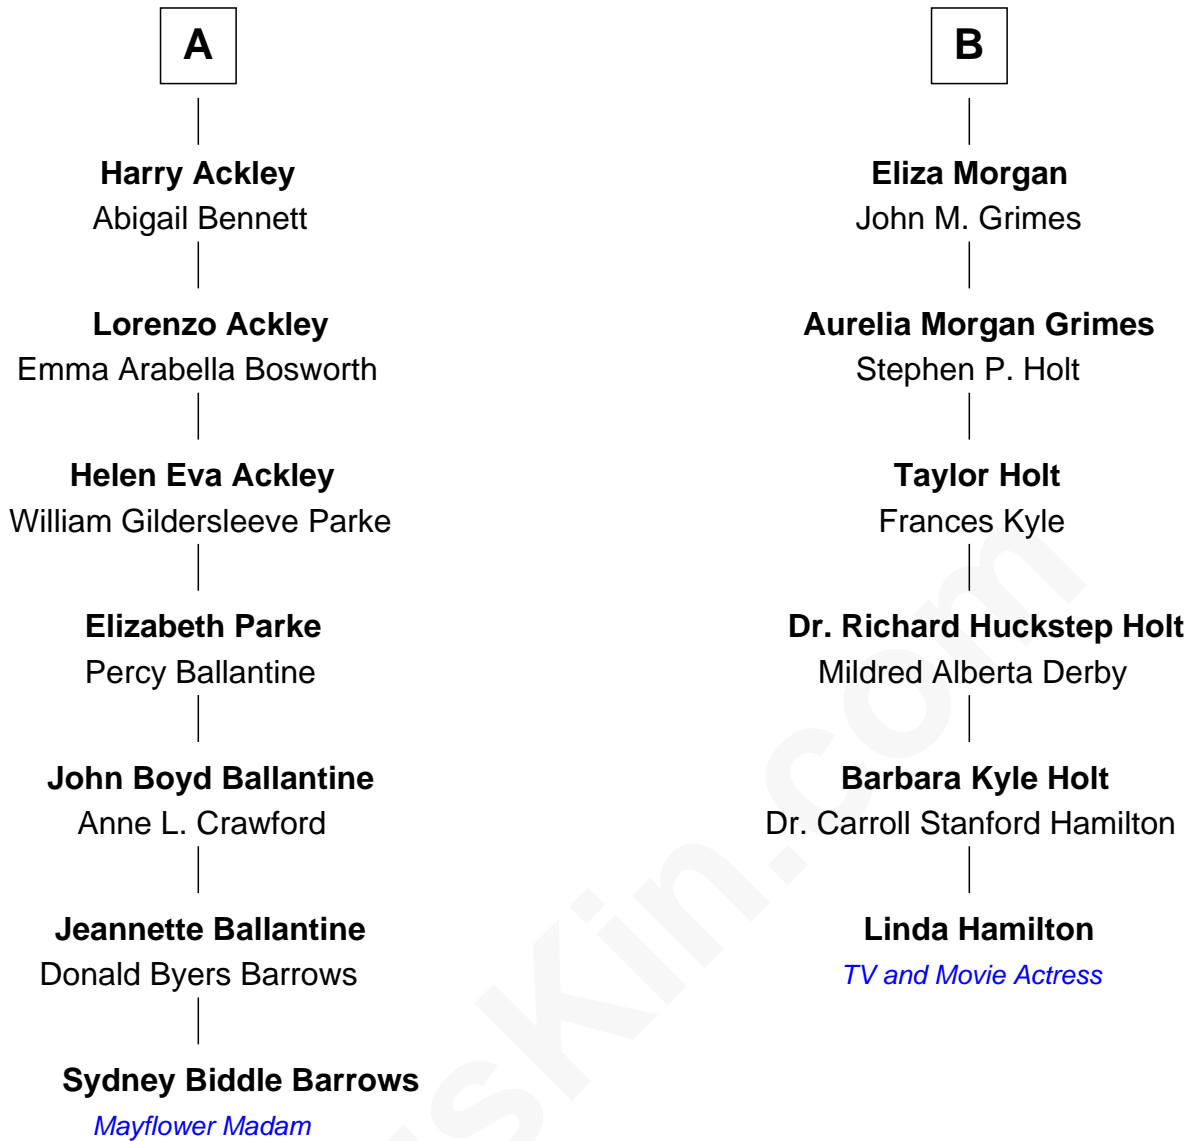 A
B
Harry Ackley
Abigail Bennett
Eliza Morgan
John M. Grimes
Lorenzo Ackley
Emma Arabella Bosworth
Aurelia Morgan Grimes
Stephen P. Holt
Helen Eva Ackley
William Gildersleeve Parke
Taylor Holt
Frances Kyle
Elizabeth Parke
Percy Ballantine
Dr. Richard Huckstep Holt
Mildred Alberta Derby
John Boyd Ballantine
Anne L. Crawford
Barbara Kyle Holt
Dr. Carroll Stanford Hamilton
Jeannette Ballantine
Donald Byers Barrows
Linda Hamilton
TV and Movie Actress
Sydney Biddle Barrows
Mayflower Madam